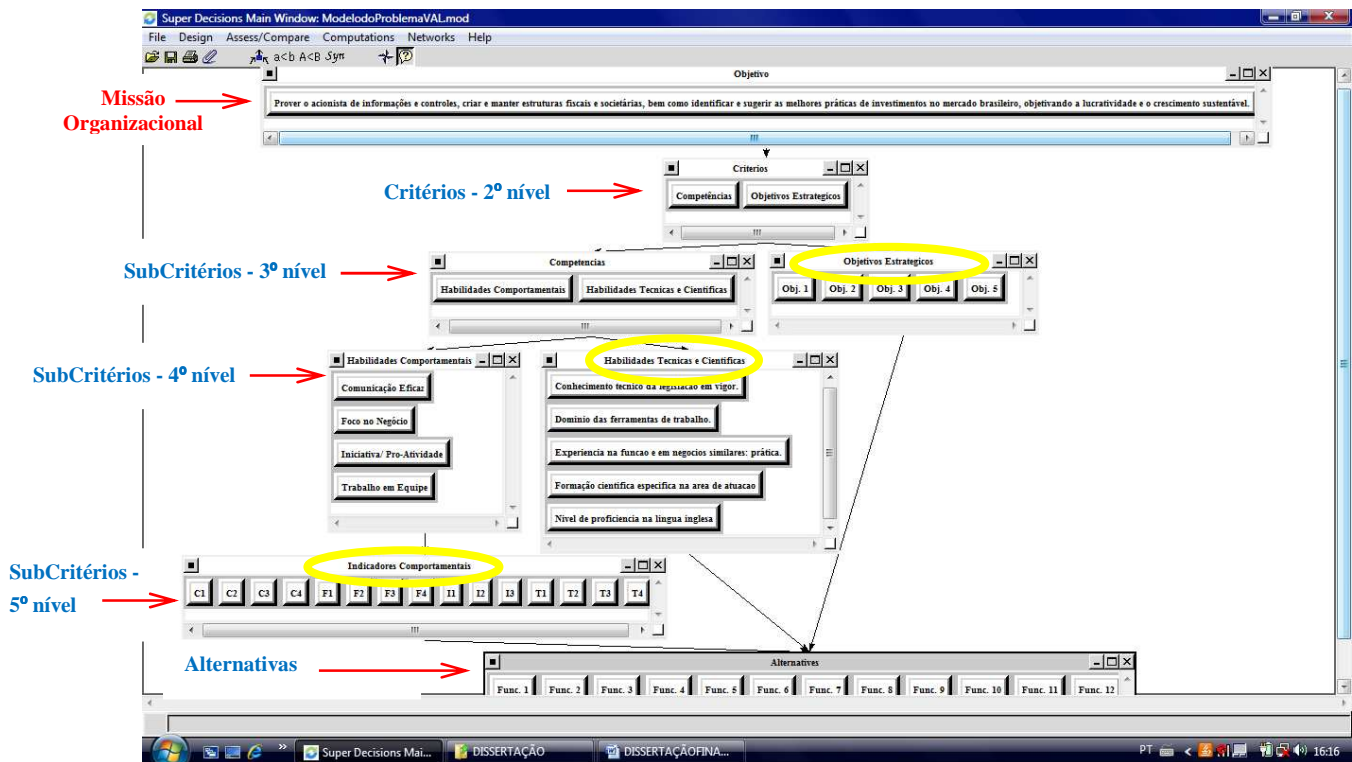 Super Decisions Main Window: ModelodoProblemaVAL.mod
File Design Assess/Compare Computations Networks Help
a<b A<B Syn
Objetivo
Missão Organizacional
Prover o acionista de informações e controles, criar e manter estruturas fiscais e societárias, bem como identificar e sugerir as melhores práticas de investimentos no mercado brasileiro, objetivando a lucratividade e o crescimento sustentável.
Criterios
Critérios - 2º nível
Competências Objetivos Estrategicos
SubCritérios - 3º nível
Competencias
Habilidades Comportamentais Habilidades Tecnicas e Cientificas
Objetivos Estrategicos
Obj. 1 Obj. 2 Obj. 3 Obj. 4 Obj. 5
SubCritérios - 4º nível
Habilidades Comportamentais
Comunicação Eficaz
Foco no Negócio
Iniciativa/ Pro-Atividade
Trabalho em Equipe
Habilidades Tecnicas e Cientificas
Conhecimento tecnico da legislacao em vigor.
Dominio das ferramentas de trabalho.
Experiencia na funcao e em negocios similares: prática.
Formação cientifica especifica na area de atuacao
Nivel de proficiencia na lingua inglesa
SubCritérios -
5º nível
Indicadores Comportamentais
C1 C2 C3 C4 F1 F2 F3 F4 I1 I2 I3 T1 T2 T3 T4
Alternativas
Alternatives
Func. 1 Func. 2 Func. 3 Func. 4 Func. 5 Func. 6 Func. 7 Func. 8 Func. 9 Func. 10 Func. 11 Func. 12
Super Decisions Mai... DISSERTAÇÃO DISSERTAÇÃOFINA... PT 16:16